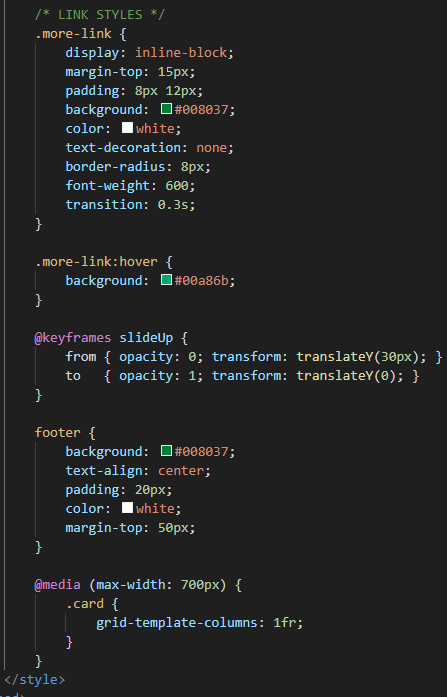 /* LINK STYLES */
.more-link {
display: inline-block;
margin-top: 15px;
padding: 8px 12px;
background: #008037;
color: white;
text-decoration: none;
border-radius: 8px;
font-weight: 600;
transition: 0.3s;
}
.more-link:hover {
background: #00a86b;
}
@keyframes slideUp {
from { opacity: 0; transform: translateY(30px); }
to   { opacity: 1; transform: translateY(0); }
}
footer {
background: #008037;
text-align: center;
padding: 20px;
color: white;
margin-top: 50px;
}
@media (max-width: 700px) {
.card {
grid-template-columns: 1fr;
}
}
</style>